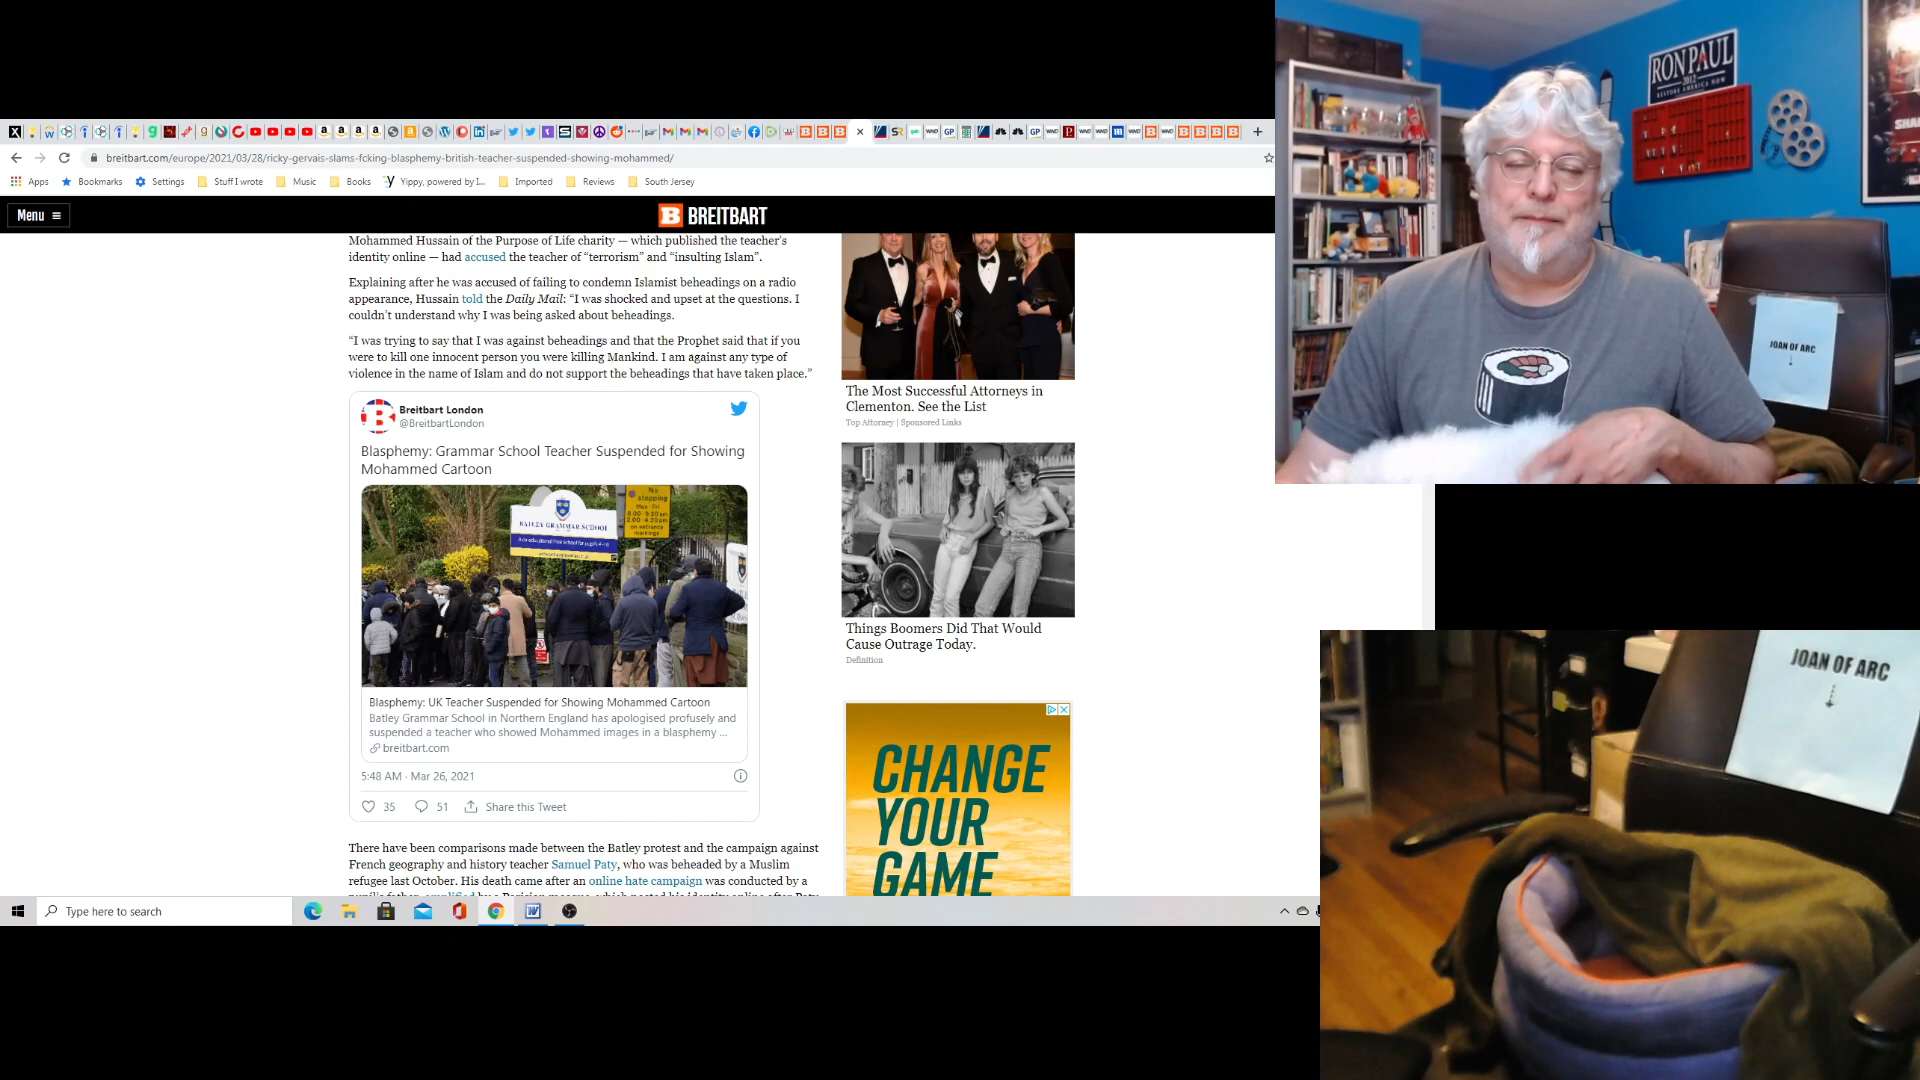 breitbart.com/europe/2021/03/28/ricky-gervais-slams-fcking-blasphemy-british-teacher-suspended-showing-mohammed/
Apps
Bookmarks
Settings
Stuff I wrote
Music
Books
Yippy, powered by I...
Imported
Reviews
South Jersey
Menu
B BREITBART
Mohammed Hussain of the Purpose of Life charity — which published the teacher's
identity online — had accused the teacher of “terrorism” and “insulting Islam”.
Explaining after he was accused of failing to condemn Islamist beheadings on a radio
appearance, Hussain told the Daily Mail: “I was shocked and upset at the questions. I
couldn't understand why I was being asked about beheadings.
“I was trying to say that I was against beheadings and that the Prophet said that if you
were to kill one innocent person you were killing Mankind. I am against any type of
violence in the name of Islam and do not support the beheadings that have taken place.”
Breitbart London
@BreitbartLondon
Blasphemy: Grammar School Teacher Suspended for Showing
Mohammed Cartoon
No
stopping
BATLEY GRAMMAR SCHOOL
Blasphemy: UK Teacher Suspended for Showing Mohammed Cartoon
Batley Grammar School in Northern England has apologised profusely and
suspended a teacher who showed Mohammed images in a blasphemy ...
breitbart.com
5:48 AM · Mar 26, 2021
35
51
Share this Tweet
There have been comparisons made between the Batley protest and the campaign against
French geography and history teacher Samuel Paty, who was beheaded by a Muslim
refugee last October. His death came after an online hate campaign was conducted by a
The Most Successful Attorneys in
Clementon. See the List
Top Attorney | Sponsored Links
Things Boomers Did That Would
Cause Outrage Today.
Definition
CHANGE
YOUR
GAME
Type here to search
RON PAUL
2012
RESTORE AMERICA NOW
JOAN OF ARC
JOAN OF ARC